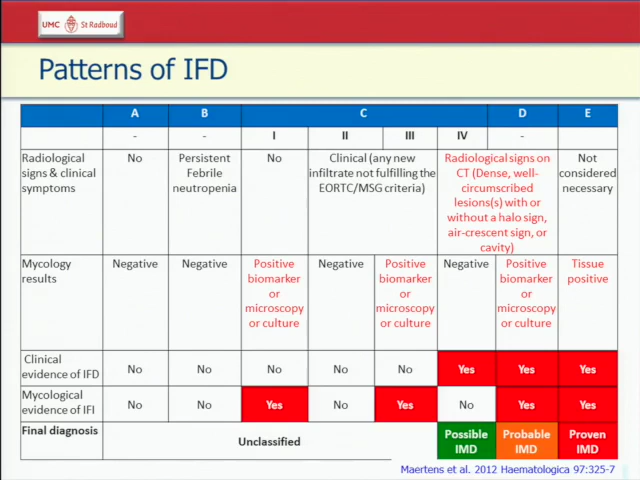 UMC St Radboud
Patterns of IFD
A B C D E
- - I II III IV -
Radiological signs & clinical symptoms
No
Persistent Febrile neutropenia
No
Clinical (any new infiltrate not fulfilling the EORTC/MSG criteria)
Radiological signs on CT (Dense, well-circumscribed lesions(s) with or without a halo sign, air-crescent sign, or cavity)
Not considered necessary
Mycology results
Negative
Negative
Positive biomarker or microscopy or culture
Negative
Positive biomarker or microscopy or culture
Negative
Positive biomarker or microscopy or culture
Tissue positive
Clinical evidence of IFD
No No No No No Yes Yes Yes
Mycological evidence of IFI
No No Yes No Yes No Yes Yes
Final diagnosis
Unclassified
Possible IMD
Probable IMD
Proven IMD
Maertens et al. 2012 Haematologica 97:325-7